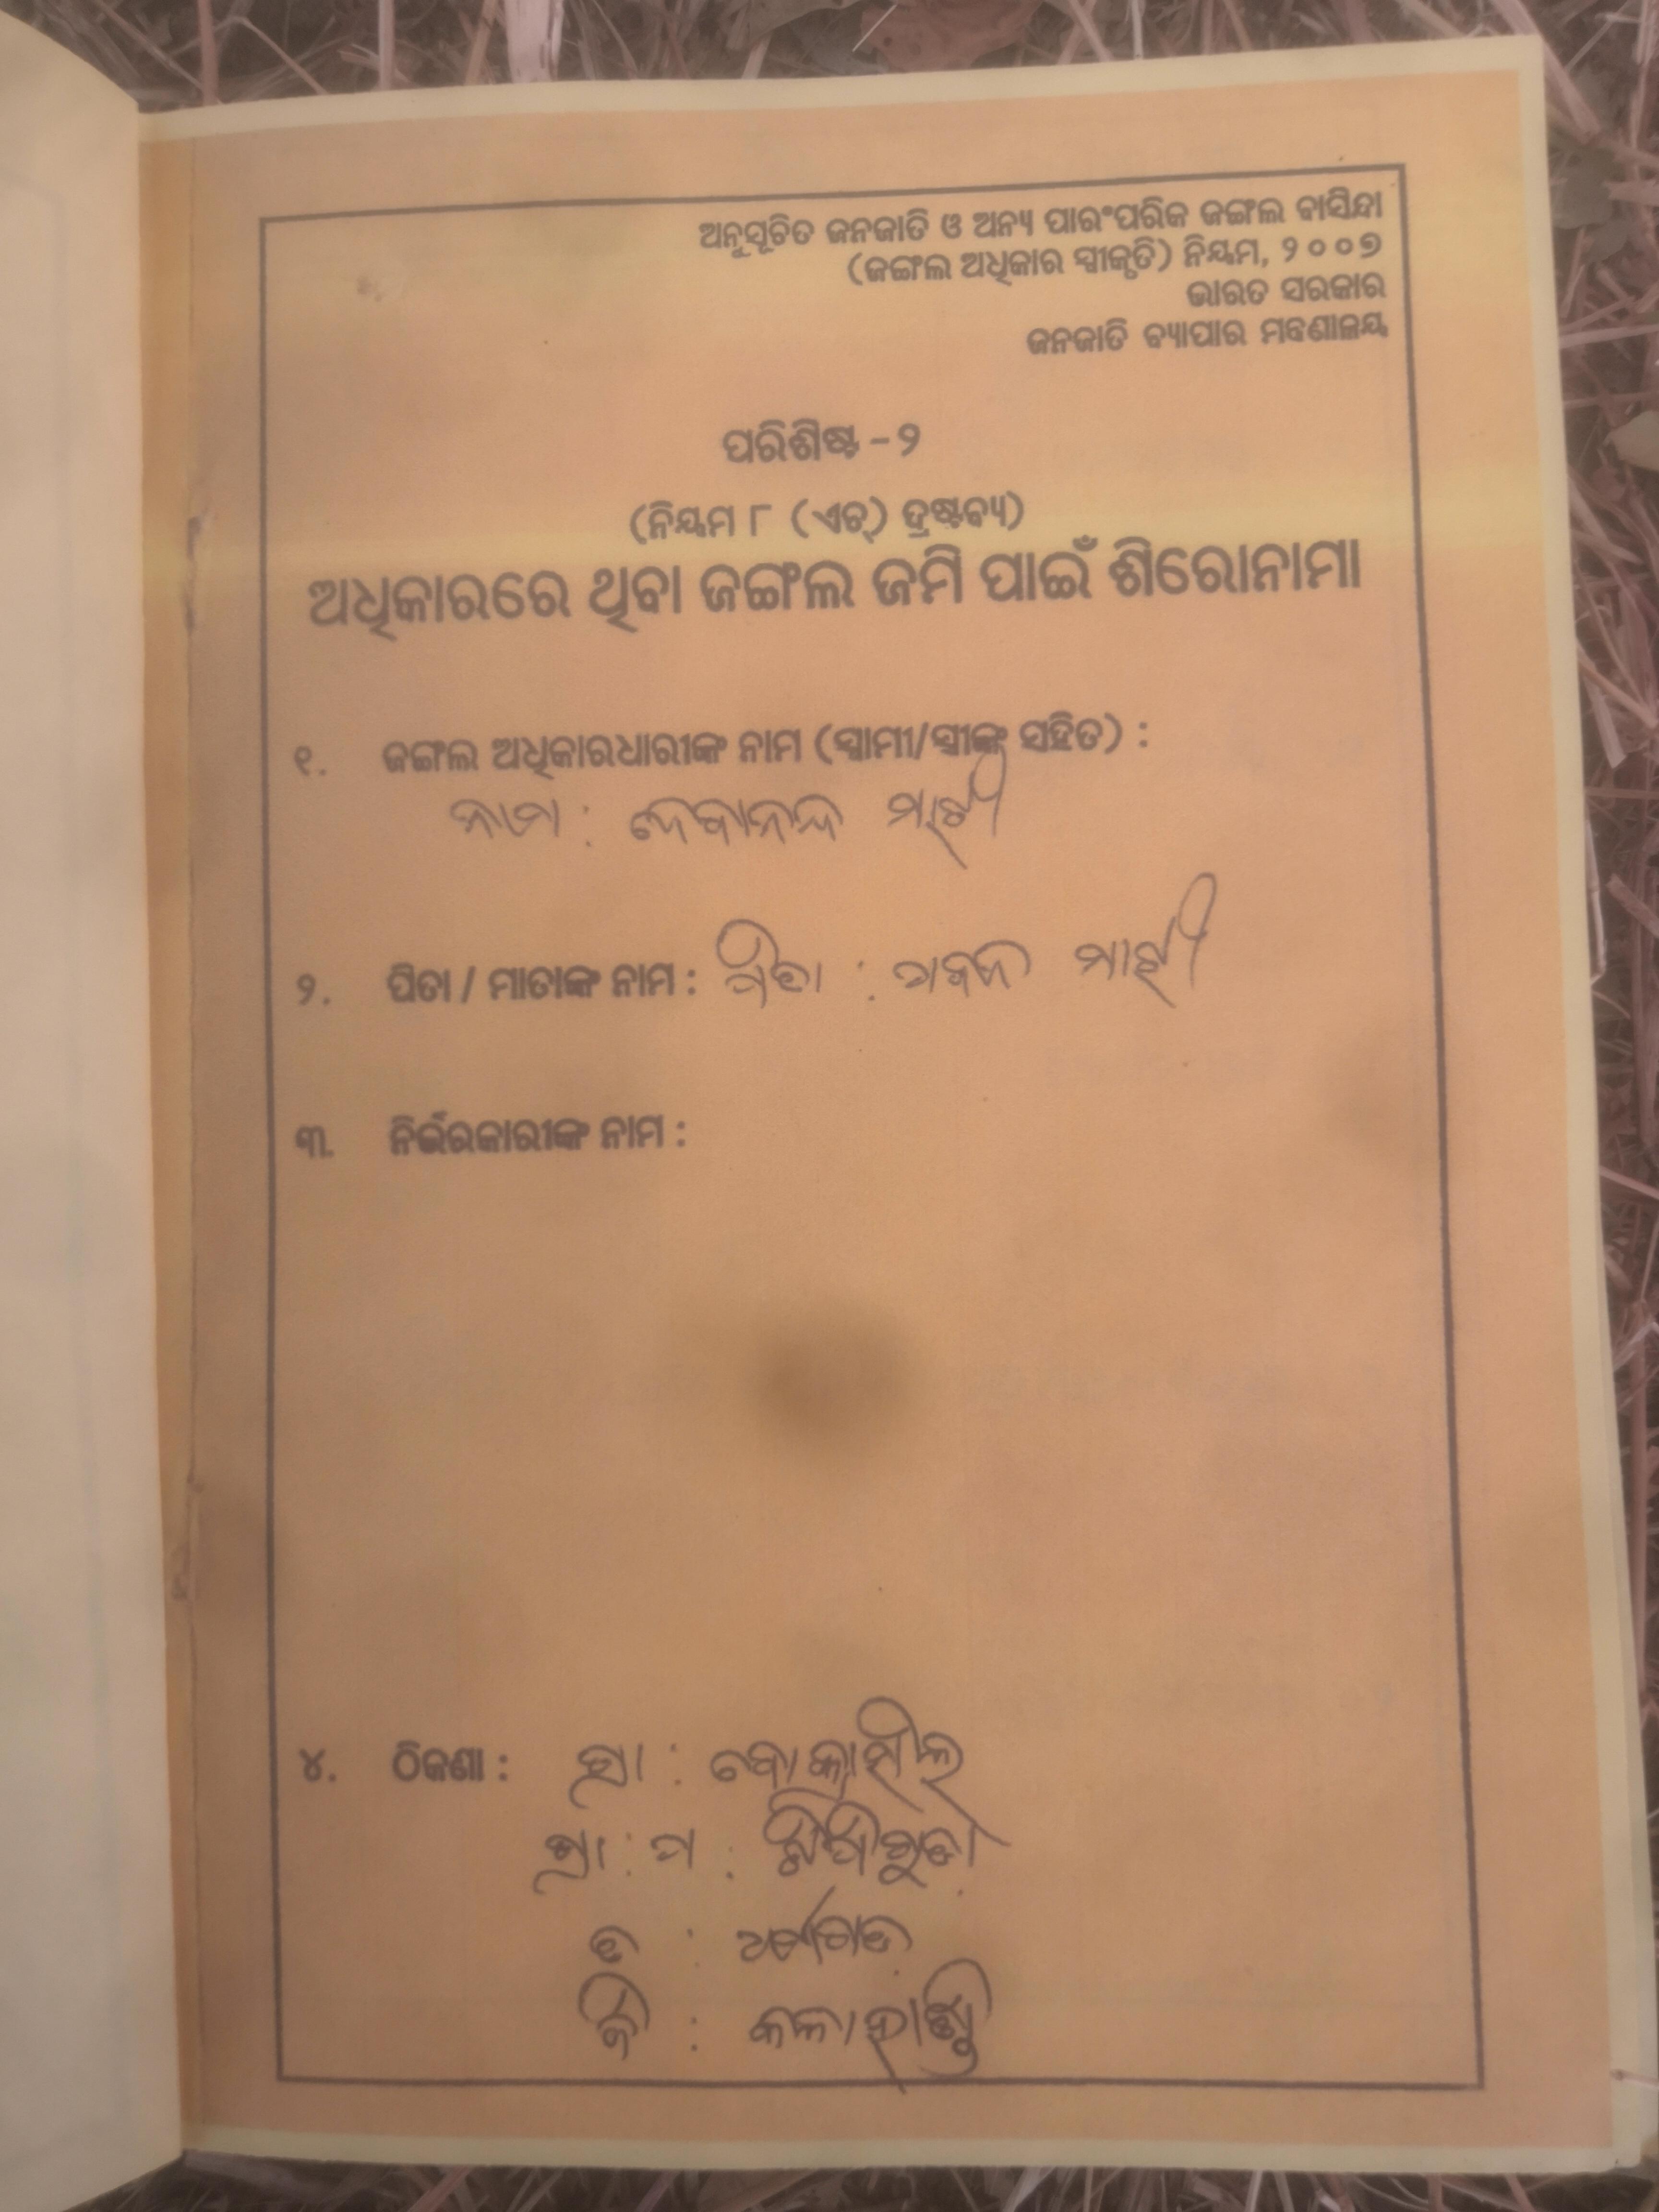 ଅନୁସୂଚିତ ଜନଜାତି ଓ ଅନ୍ୟ ପାରଂପରିକ ଜଙ୍ଗଲ ବାସିନ୍ଦା
(ଜଙ୍ଗଲ ଅଧିକାର ସ୍ୱୀକୃତି) ନିୟମ, ୨୦୦୭
ଭାରତ ସରକାର
ଜନଜାତି ବ୍ୟାପାର ମନ୍ତ୍ରଣାଳୟ
ପରିଶିଷ୍ଟ - ୨
(ନିୟମ ୮ (ଏଚ୍) ଦ୍ରଷ୍ଟବ୍ୟ)
ଅଧିକାରରେ ଥିବା ଜଙ୍ଗଲ ଜମି ପାଇଁ ଶିରୋନାମା
୧. ଜଙ୍ଗଲ ଅଧିକାରଧାରୀଙ୍କ ନାମ (ସ୍ୱାମୀ/ସ୍ତ୍ରୀଙ୍କ ସହିତ) :
ନାମ : ଦେବାନନ୍ଦ ମାଝୀ
୨. ପିତା / ମାତାଙ୍କ ନାମ : ପିତା : ମାଝୀ
୩. ନିର୍ଭରକାରୀଙ୍କ ନାମ :
୪. ଠିକଣା : ଗ୍ରା :
ଗ୍ରା : ପ :
ବ : ଧର୍ମଗଡ
ଜି : କଳାହାଣ୍ଡି